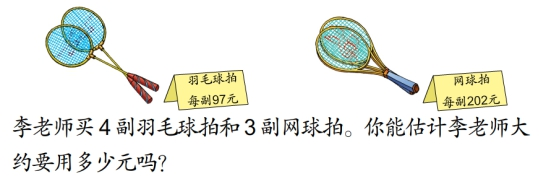 羽毛球拍
每副97元
网球拍
每副202元
李老师买4副羽毛球拍和3副网球拍。你能估计李老师大
约要用多少元吗?